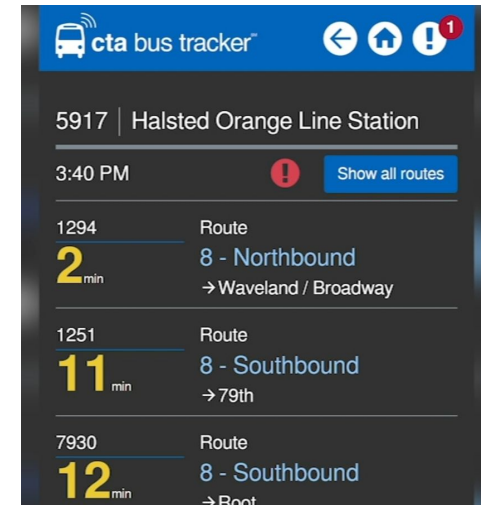 cta bus tracker™
! 1
5917 | Halsted Orange Line Station
3:40 PM ! Show all routes
1294 Route
2 min 8 - Northbound
→ Waveland / Broadway
1251 Route
11 min 8 - Southbound
→ 79th
7930 Route
12 min 8 - Southbound
→ Root